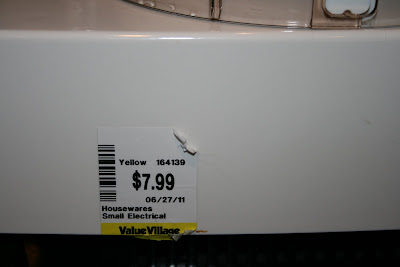 Yellow 164139
$7.99
06/27/11
Housewares
Small Electrical
Value Village